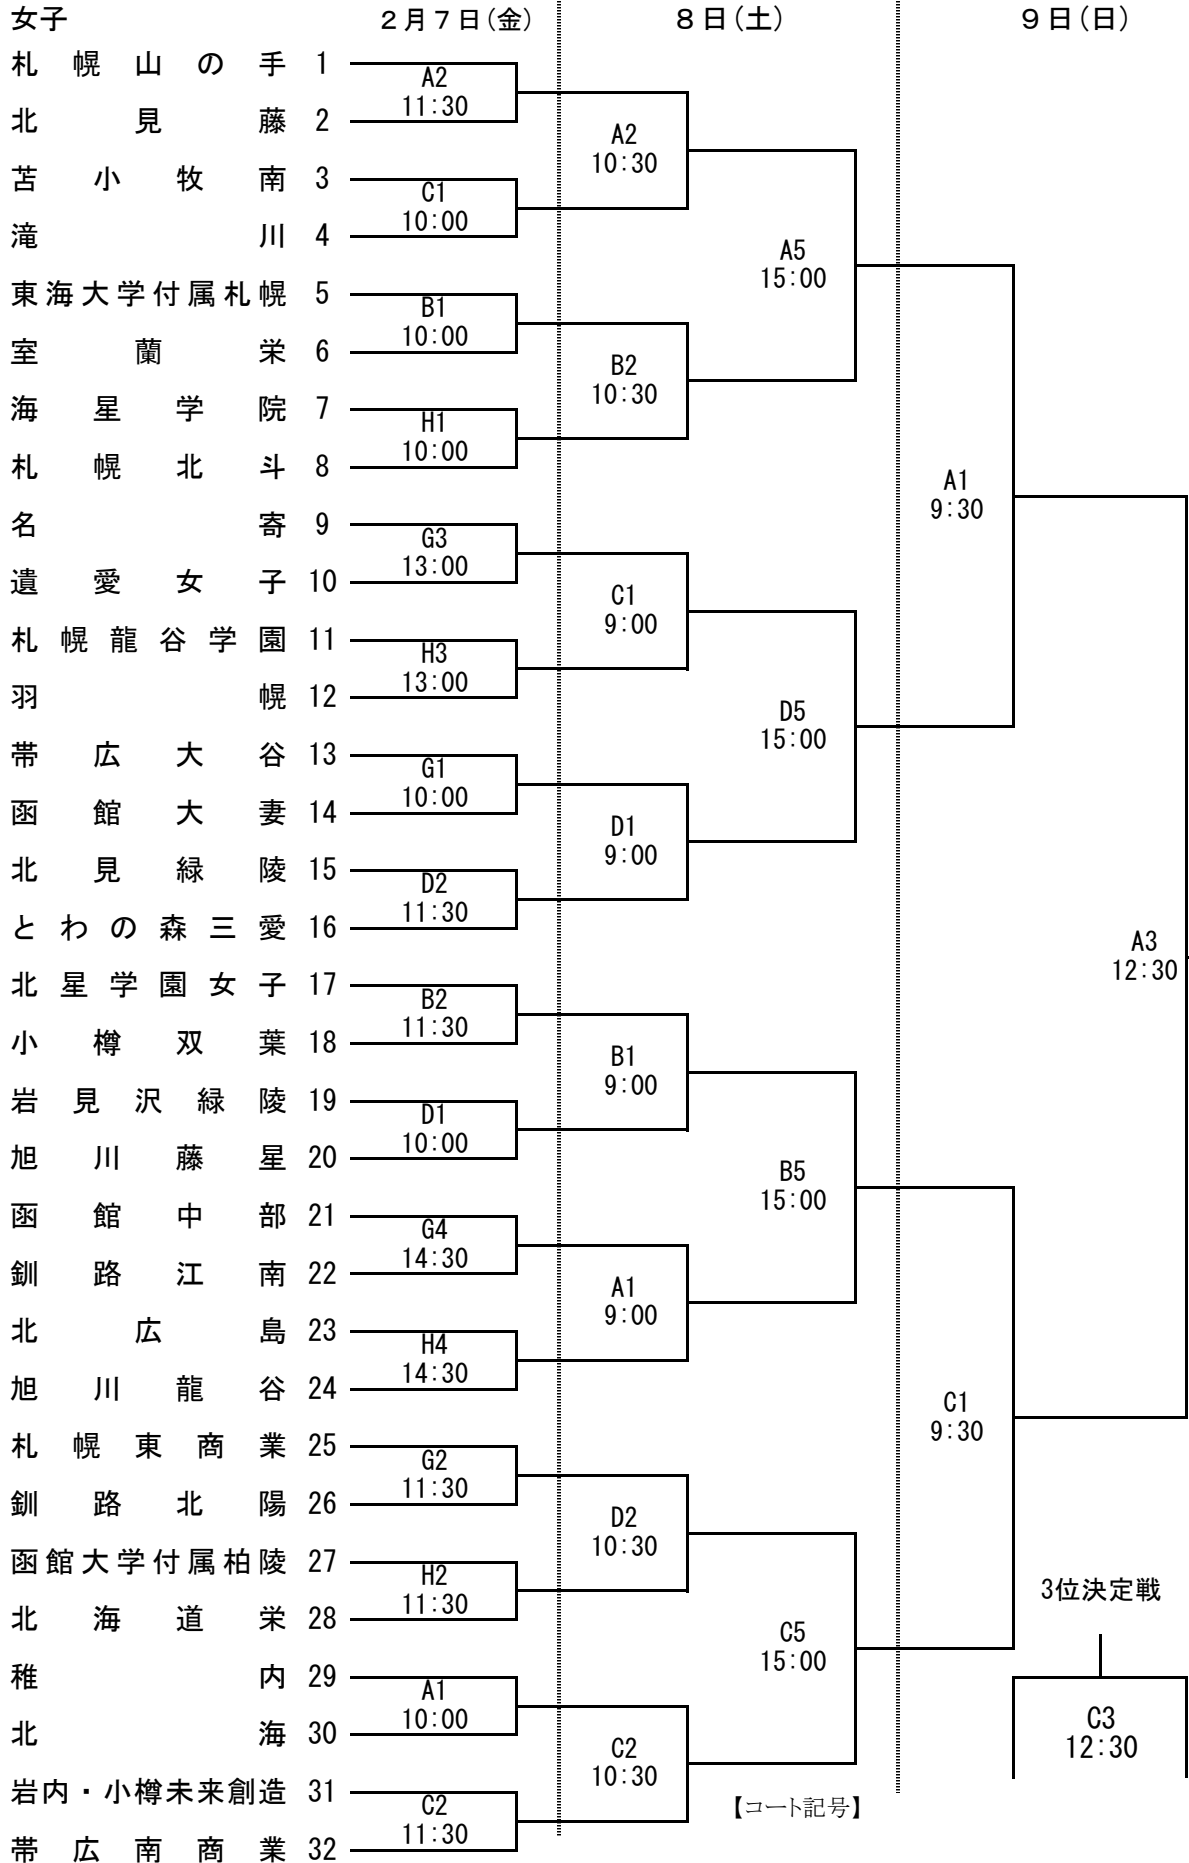 女子 2月7日(金) 8日(土) 9日(日)
札幌山の手 1
A2
11:30
北見藤 2
A2
10:30
苫小牧南 3
C1
10:00
滝川 4
A5
15:00
東海大学付属札幌 5
B1
10:00
室蘭栄 6
B2
10:30
海星学院 7
H1
10:00
札幌北斗 8
A1
9:30
名寄 9
G3
13:00
遺愛女子 10
C1
9:00
札幌龍谷学園 11
H3
13:00
羽幌 12
D5
15:00
帯広大谷 13
G1
10:00
函館大妻 14
D1
9:00
北見緑陵 15
D2
11:30
とわの森三愛 16
A3
12:30
北星学園女子 17
B2
11:30
小樽双葉 18
B1
9:00
岩見沢緑陵 19
D1
10:00
旭川藤星 20
B5
15:00
函館中部 21
G4
14:30
釧路江南 22
A1
9:00
北広島 23
H4
14:30
旭川龍谷 24
C1
9:30
札幌東商業 25
G2
11:30
釧路北陽 26
D2
10:30
函館大学付属柏陵 27
H2
11:30
3位決定戦
北海道栄 28
C5
15:00
稚内 29
A1
10:00
C3
12:30
北海 30
C2
10:30
岩内・小樽未来創造 31
C2
11:30
【コート記号】
帯広南商業 32